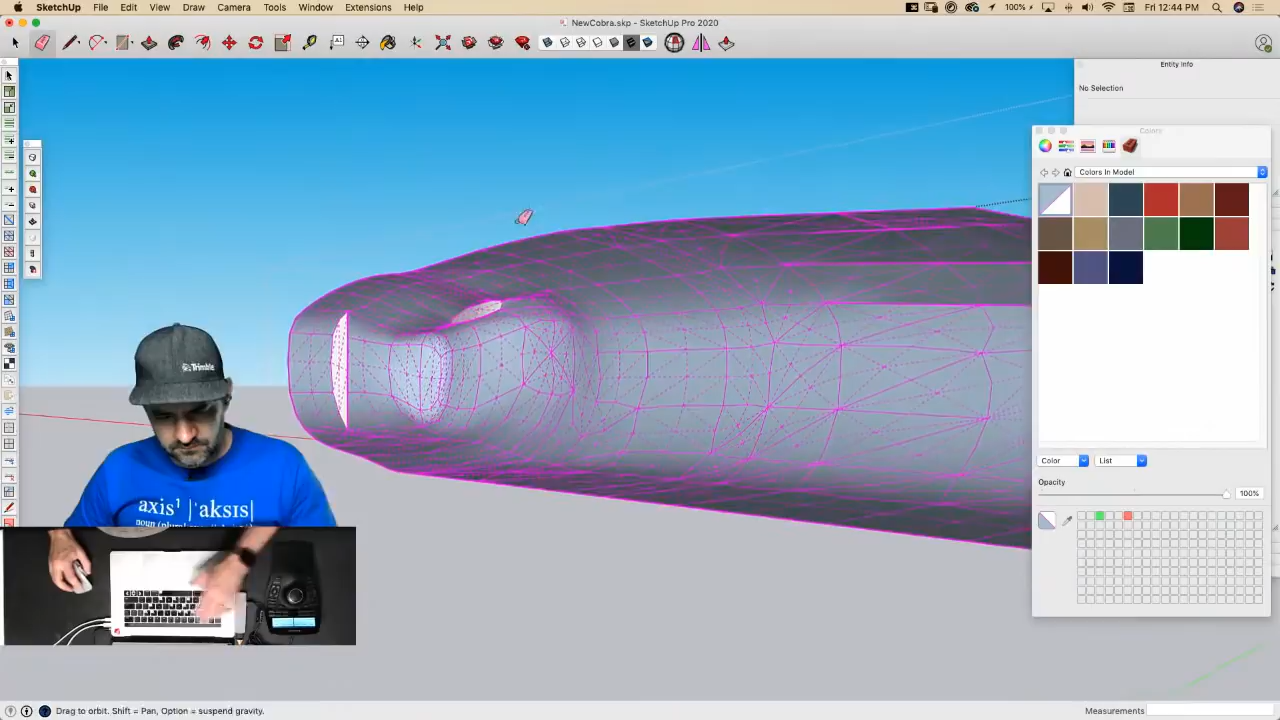 SketchUp File Edit View Draw Camera Tools Window Extensions Help
100% Fri 12:44 PM
NewCobra.skp - SketchUp Pro 2020
Entity Info
No Selection
Colors
Colors In Model
Color List
Opacity
100%
Trimble
axis¹ |ˈaksɪs|
noun (plural
Drag to orbit. Shift = Pan, Option = suspend gravity.
Measurements